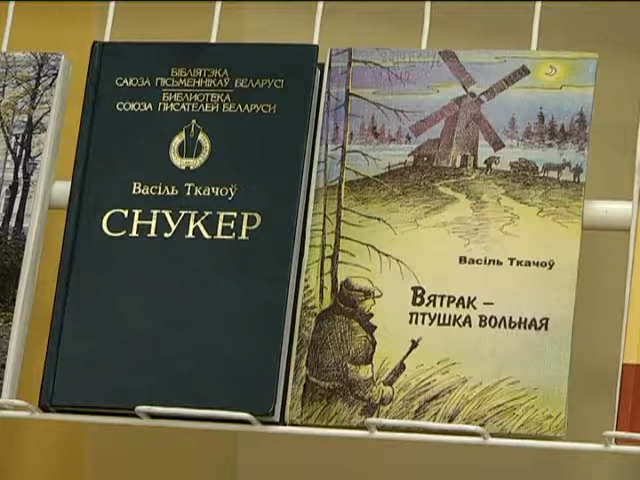 БІБЛІЯТЭКА
САЮЗА ПІСЬМЕННІКАЎ БЕЛАРУСІ
БИБЛИОТЕКА
СОЮЗА ПИСАТЕЛЕЙ БЕЛАРУСИ
Васіль Ткачоў
СНУКЕР
Васіль Ткачоў
ВЯТРАК –
ПТУШКА ВОЛЬНАЯ